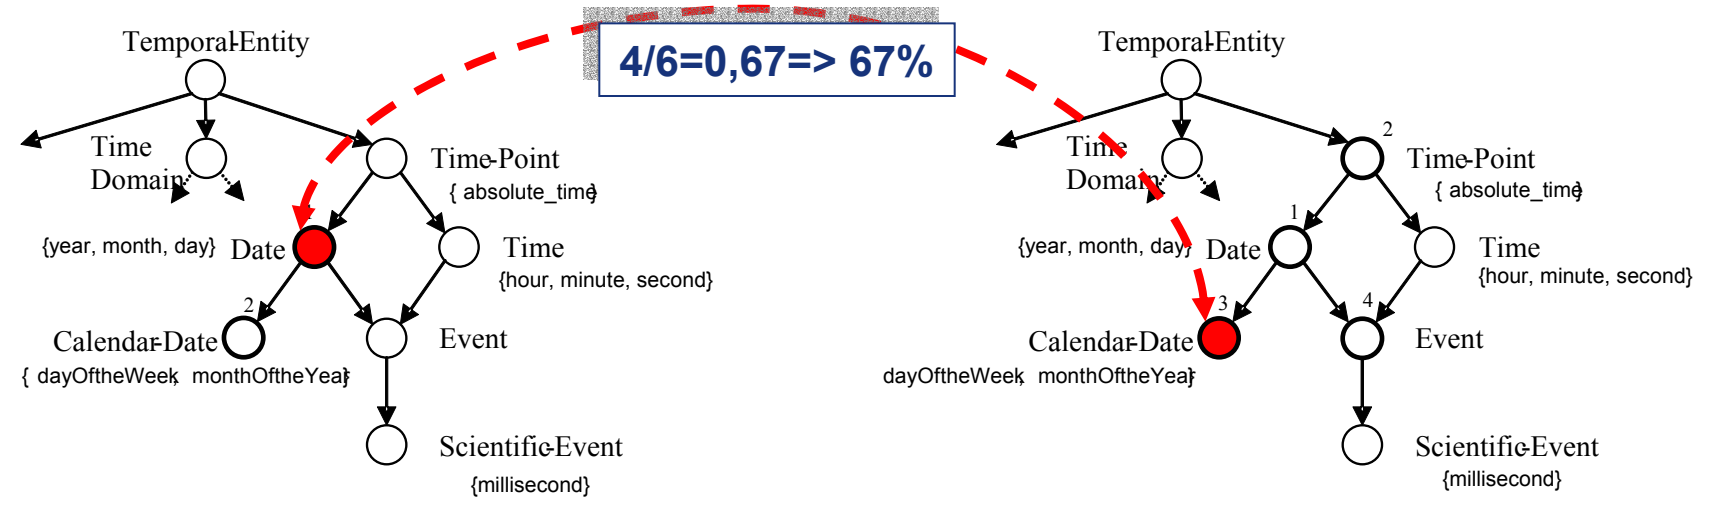 Temporal-Entity
4/6=0,67=> 67%
Temporal-Entity
Time
Domain
Time-Point
{ absolute_time}
1
{year, month, day}
Date
Time
{hour, minute, second}
2
Calendar-Date
Event
{ dayOftheWeek, monthOftheYear}
Scientific-Event
{millisecond}
2
Time
Domain
Time-Point
{ absolute_time}
1
{year, month, day}
Date
Time
{hour, minute, second}
3
4
Calendar-Date
Event
dayOftheWeek, monthOftheYear}
Scientific-Event
{millisecond}